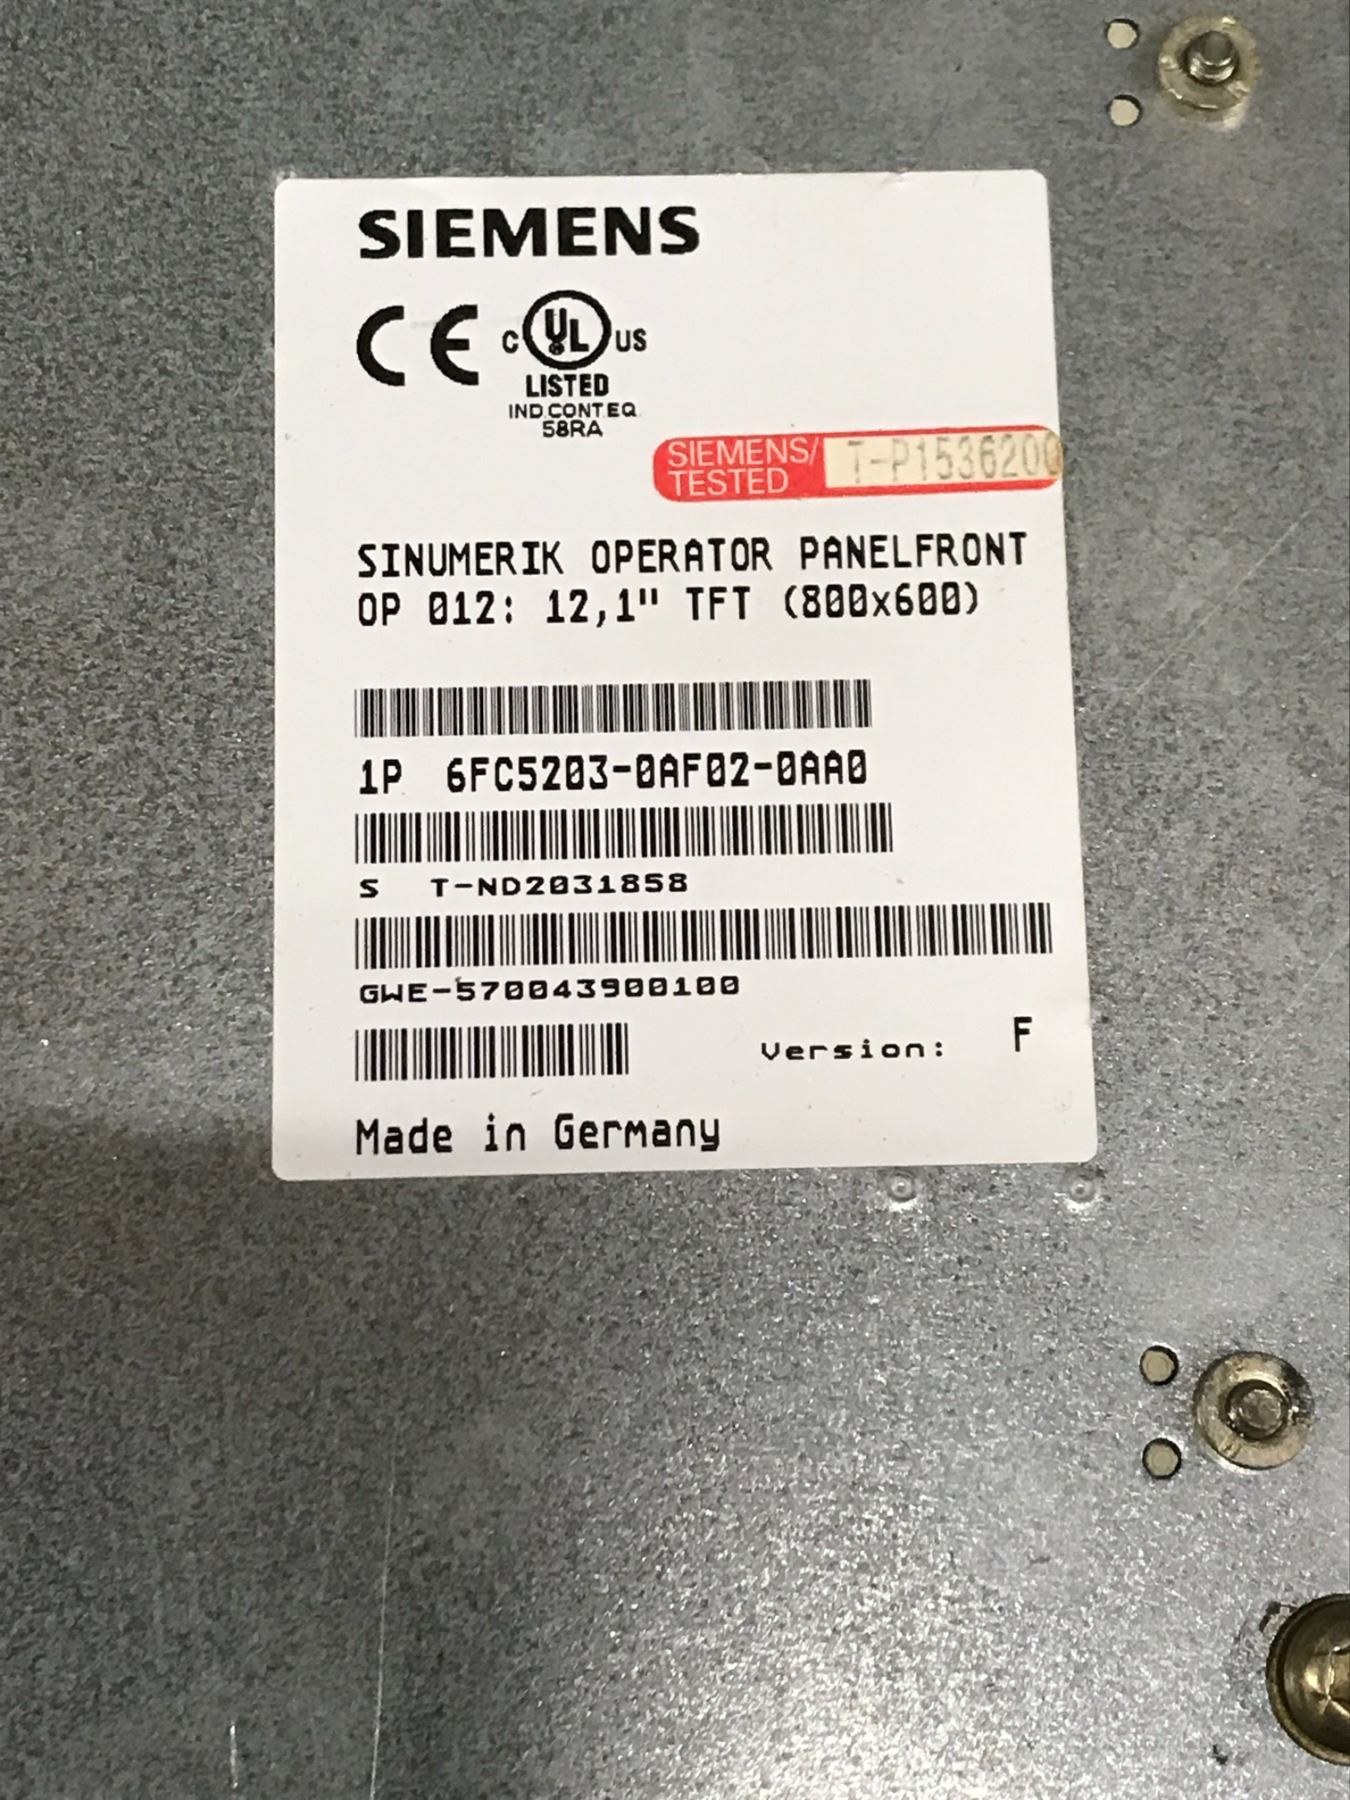 SIEMENS
CE
C UL US
LISTED
IND.CONT.EQ.
58RA
SIEMENS/
TESTED
T-P1536200
SINUMERIK OPERATOR PANELFRONT
OP 012: 12,1" TFT (800x600)
1P 6FC5203-0AF02-0AA0
S T-ND2031858
GWE-570043900100
Version: F
Made in Germany